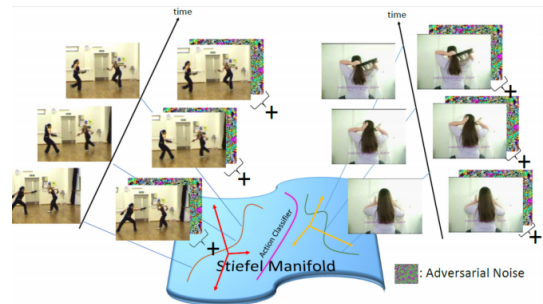 time
time
+
+
+
+
+
+
Action Classifier
Stiefel Manifold
: Adversarial Noise